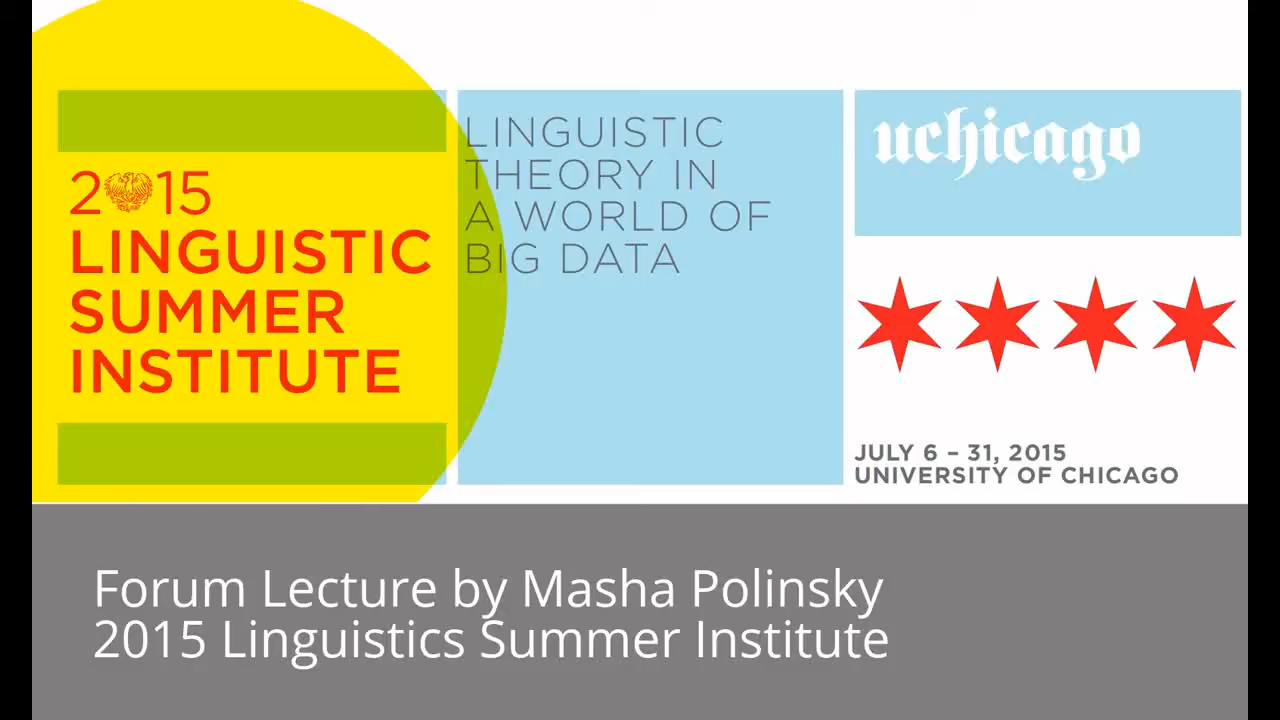 2015
LINGUISTIC
SUMMER
INSTITUTE
LINGUISTIC
THEORY IN
A WORLD OF
BIG DATA
uchicago
JULY 6 – 31, 2015
UNIVERSITY OF CHICAGO
Forum Lecture by Masha Polinsky
2015 Linguistics Summer Institute